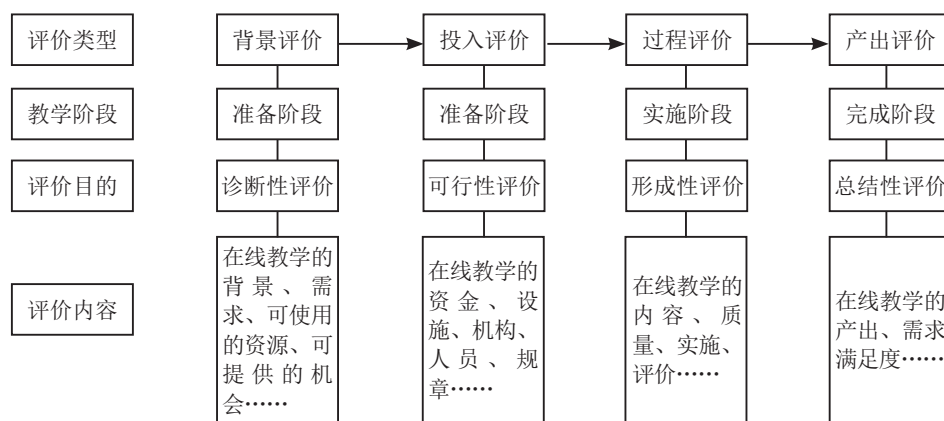 评价类型
背景评价
投入评价
过程评价
产出评价
教学阶段
准备阶段
准备阶段
实施阶段
完成阶段
评价目的
诊断性评价
可行性评价
形成性评价
总结性评价
评价内容
在线教学的
背景、需
求、可使用
的资源、可
提供的机
会……
在线教学的
资金、设
施、机构、
人员、规
章……
在线教学的
内容、质
量、实施、
评价……
在线教学的
产出、需求
满足度……